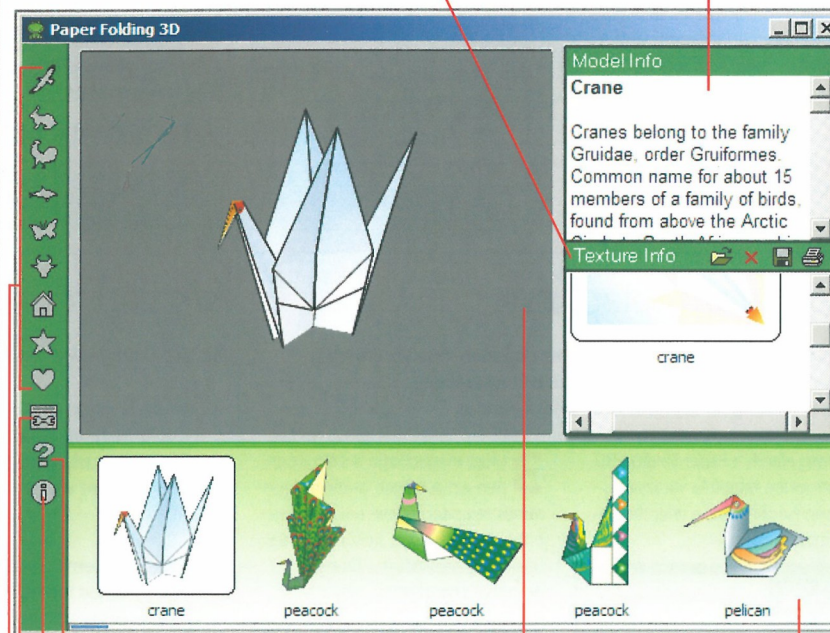 Paper Folding 3D
Model Info
Crane
Cranes belong to the family
Gruidae, order Gruiformes.
Common name for about 15
members of a family of birds,
found from above the Arctic
Texture Info
crane
crane
peacock
peacock
peacock
pelican